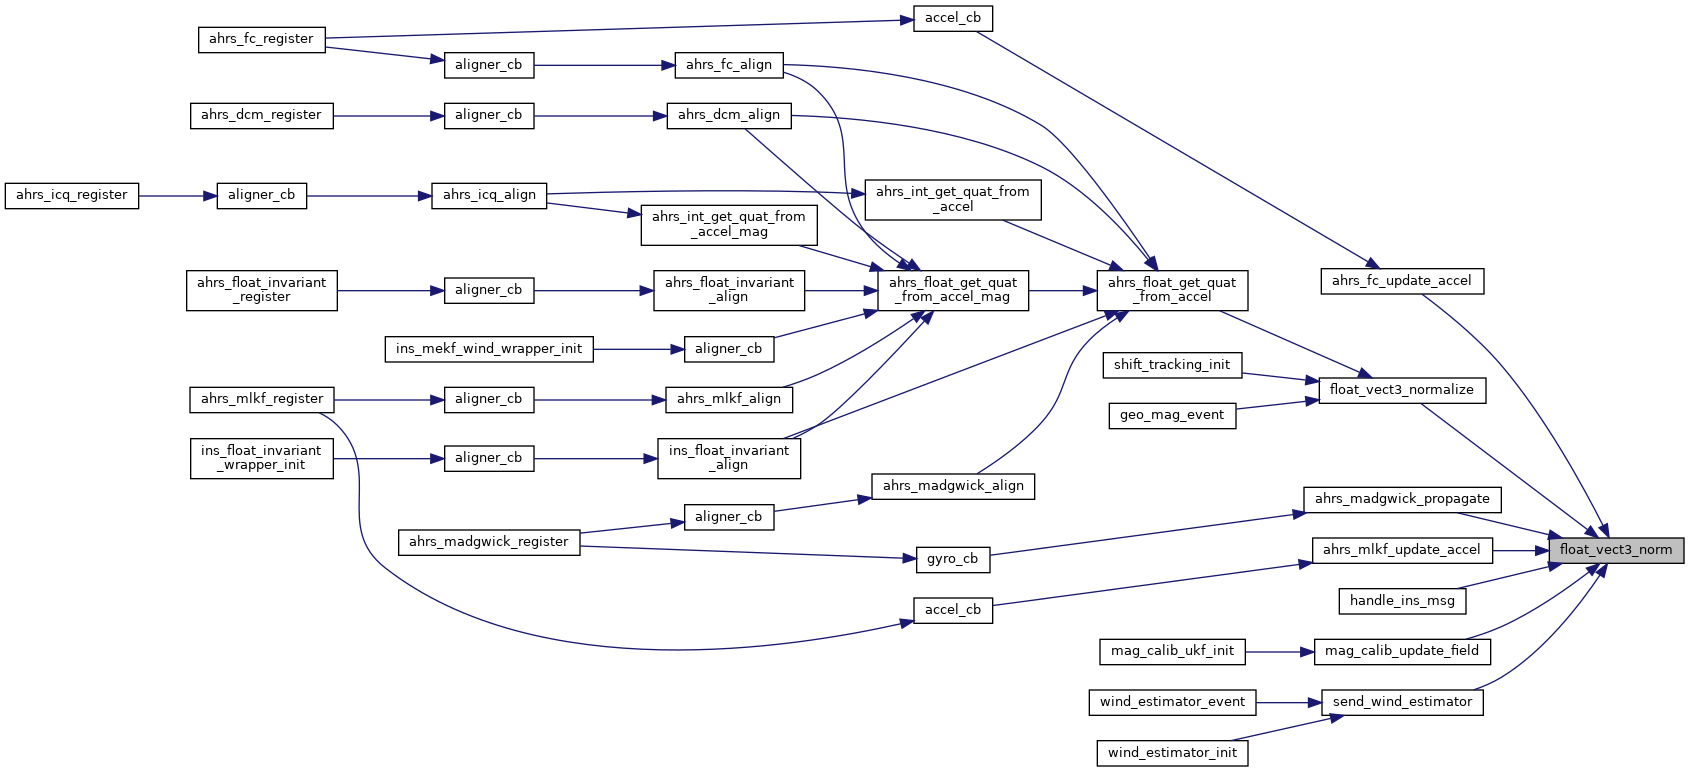 accel_cb
ahrs_fc_register
aligner_cb
ahrs_fc_align
ahrs_dcm_register
aligner_cb
ahrs_dcm_align
ahrs_icq_register
aligner_cb
ahrs_icq_align
ahrs_int_get_quat_from
_accel
ahrs_int_get_quat_from
_accel_mag
ahrs_float_invariant
_register
aligner_cb
ahrs_float_invariant
_align
ahrs_float_get_quat
_from_accel_mag
ahrs_float_get_quat
_from_accel
ahrs_fc_update_accel
ins_mekf_wind_wrapper_init
aligner_cb
shift_tracking_init
float_vect3_normalize
ahrs_mlkf_register
aligner_cb
ahrs_mlkf_align
geo_mag_event
ins_float_invariant
_wrapper_init
aligner_cb
ins_float_invariant
_align
ahrs_madgwick_align
ahrs_madgwick_propagate
aligner_cb
ahrs_madgwick_register
gyro_cb
ahrs_mlkf_update_accel
float_vect3_norm
accel_cb
handle_ins_msg
mag_calib_ukf_init
mag_calib_update_field
wind_estimator_event
send_wind_estimator
wind_estimator_init